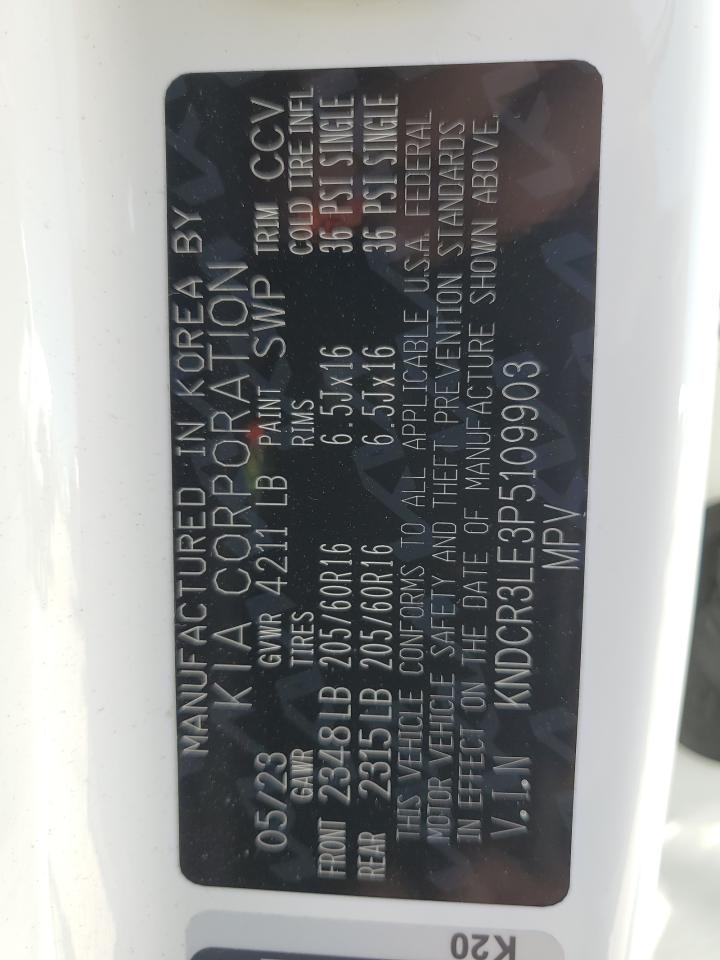 MANUFACTURED IN KOREA BY
KIA CORPORATION
05/23 GVWR 4211 LB PAINT SWP TRIM CCV
GAWR TIRES RIMS COLD TIRE INFL
FRONT 2348 LB 205/60R16 6.5Jx16 36 PSI SINGLE
REAR 2315 LB 205/60R16 6.5Jx16 36 PSI SINGLE
THIS VEHICLE CONFORMS TO ALL APPLICABLE U.S.A. FEDERAL
MOTOR VEHICLE SAFETY AND THEFT PREVENTION STANDARDS
IN EFFECT ON THE DATE OF MANUFACTURE SHOWN ABOVE.
V.I.N KNDCR3LE3P5109903
MPV
K20